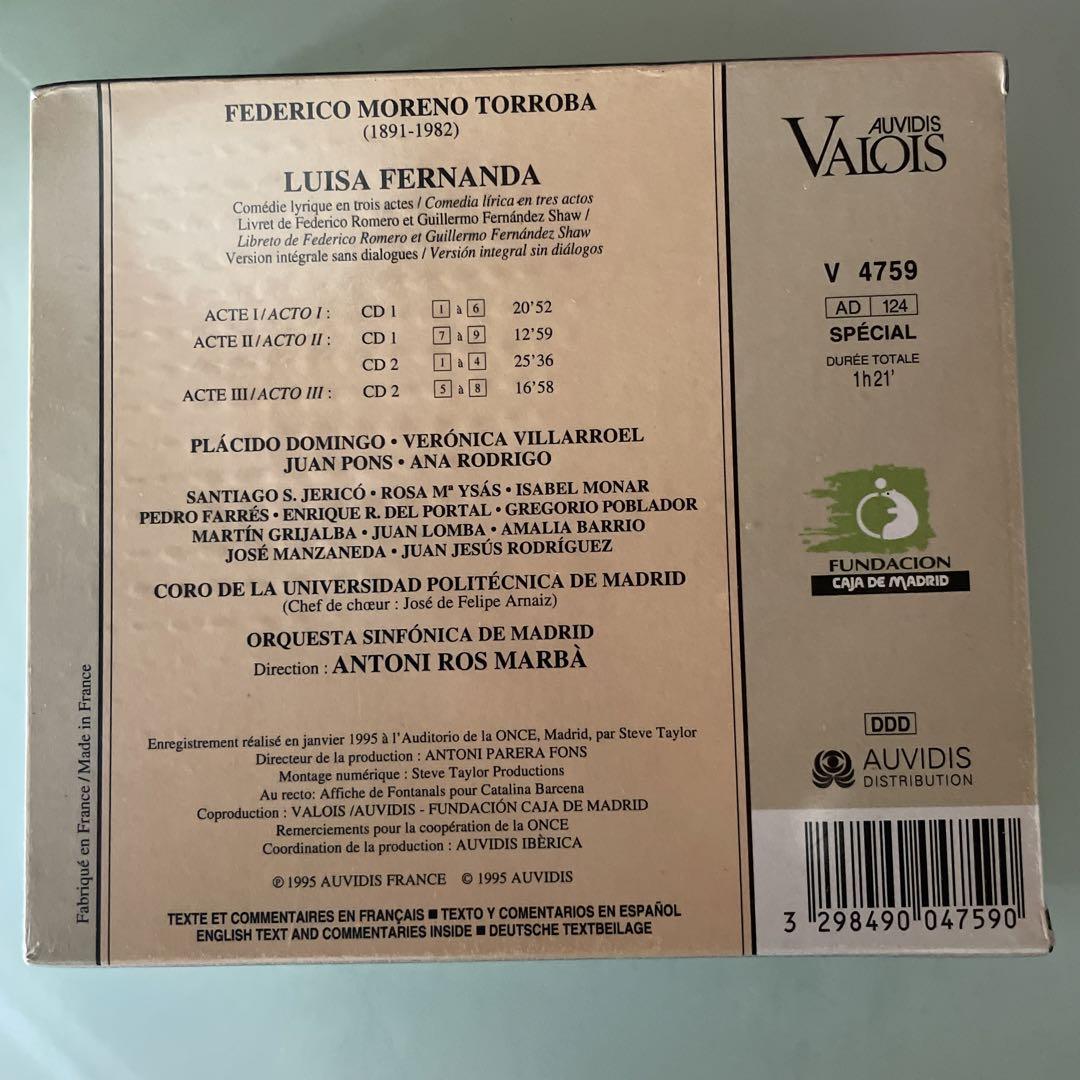 FEDERICO MORENO TORROBA
(1891-1982)
LUISA FERNANDA
Comédie lyrique en trois actes / Comedia lírica en tres actos
Livret de Federico Romero et Guillermo Fernández Shaw /
Libreto de Federico Romero et Guillermo Fernández Shaw
Version intégrale sans dialogues / Versión integral sin diálogos
ACTE I/ACTO I : CD 1 1 à 6 20'52
ACTE II/ACTO II : CD 1 7 à 9 12'59
CD 2 1 à 4 25'36
ACTE III/ACTO III : CD 2 5 à 8 16'58
PLÁCIDO DOMINGO • VERÓNICA VILLARROEL
JUAN PONS • ANA RODRIGO
SANTIAGO S. JERICÓ • ROSA Mª YSÁS • ISABEL MONAR
PEDRO FARRÉS • ENRIQUE R. DEL PORTAL • GREGORIO POBLADOR
MARTÍN GRIJALBA • JUAN LOMBA • AMALIA BARRIO
JOSÉ MANZANEDA • JUAN JESÚS RODRÍGUEZ
CORO DE LA UNIVERSIDAD POLITÉCNICA DE MADRID
(Chef de chœur : José de Felipe Arnaiz)
ORQUESTA SINFÓNICA DE MADRID
Direction : ANTONI ROS MARBÀ
Enregistrement réalisé en janvier 1995 à l'Auditorio de la ONCE, Madrid, par Steve Taylor
Directeur de la production : ANTONI PARERA FONS
Montage numérique : Steve Taylor Productions
Au recto: Affiche de Fontanals pour Catalina Barcena
Coproduction : VALOIS /AUVIDIS - FUNDACIÓN CAJA DE MADRID
Remerciements pour la coopération de la ONCE
Coordination de la production : AUVIDIS IBÈRICA
℗ 1995 AUVIDIS FRANCE © 1995 AUVIDIS
TEXTE ET COMMENTAIRES EN FRANÇAIS ■ TEXTO Y COMENTARIOS EN ESPAÑOL
ENGLISH TEXT AND COMMENTARIES INSIDE ■ DEUTSCHE TEXTBEILAGE
Fabriqué en France / Made in France
AUVIDIS
VALOIS
V 4759
AD 124
SPÉCIAL
DURÉE TOTALE
1h21'
FUNDACION
CAJA DE MADRID
DDD
AUVIDIS
DISTRIBUTION
3 298490 047590